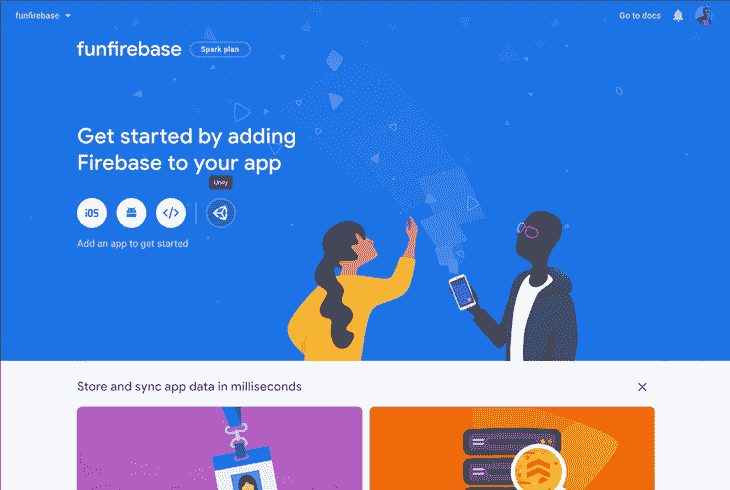 funfirebase
Go to docs
funfirebase
Spark plan
Get started by adding
Firebase to your app
Unity
iOS
Add an app to get started
Store and sync app data in milliseconds